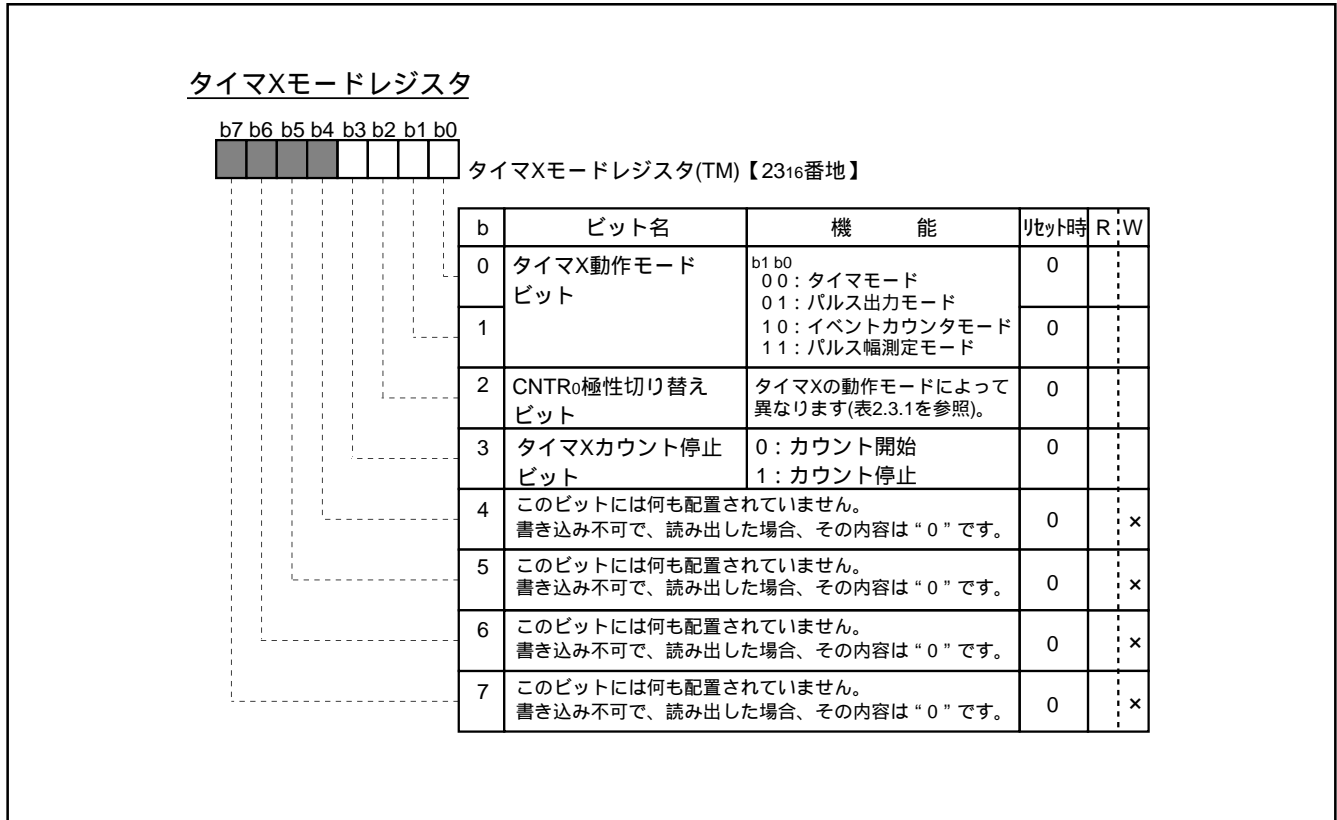 タイマXモードレジスタ
b7 b6 b5 b4 b3 b2 b1 b0
タイマXモードレジスタ(TM)【2316番地】
b ビット名 機 能 リセット時 R W
0 タイマX動作モード b1 b0 0
ビット 0 0：タイマモード
0 1：パルス出力モード
1 1 0：イベントカウンタモード 0
1 1：パルス幅測定モード
2 CNTR0極性切り替え タイマXの動作モードによって 0
ビット 異なります(表2.3.1を参照)。
3 タイマXカウント停止 0：カウント開始 0
ビット 1：カウント停止
4 このビットには何も配置されていません。
書き込み不可で、読み出した場合、その内容は“０”です。 0 ×
5 このビットには何も配置されていません。
書き込み不可で、読み出した場合、その内容は“０”です。 0 ×
6 このビットには何も配置されていません。
書き込み不可で、読み出した場合、その内容は“０”です。 0 ×
7 このビットには何も配置されていません。
書き込み不可で、読み出した場合、その内容は“０”です。 0 ×